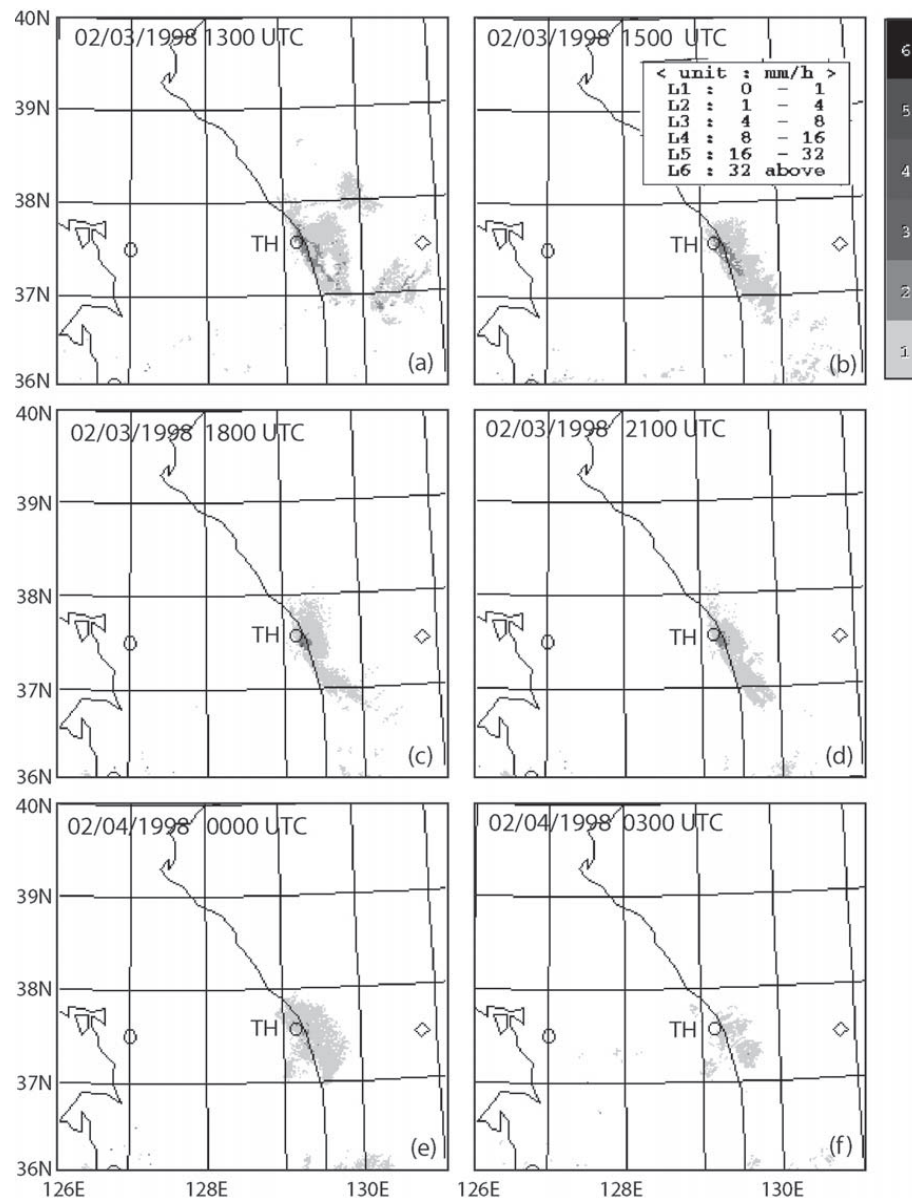 40N
02/03/1998 1300 UTC
39N
38N
TH
37N
36N
(a)
02/03/1998 1500 UTC
< unit : mm/h >
L1 : 0 - 1
L2 : 1 - 4
L3 : 4 - 8
L4 : 8 - 16
L5 : 16 - 32
L6 : 32 above
TH
(b)
6
5
4
3
2
1
40N
02/03/1998 1800 UTC
39N
38N
TH
37N
36N
(c)
02/03/1998 2100 UTC
TH
(d)
40N
02/04/1998 0000 UTC
39N
38N
TH
37N
36N
(e)
126E 128E 130E
02/04/1998 0300 UTC
TH
(f)
126E 128E 130E